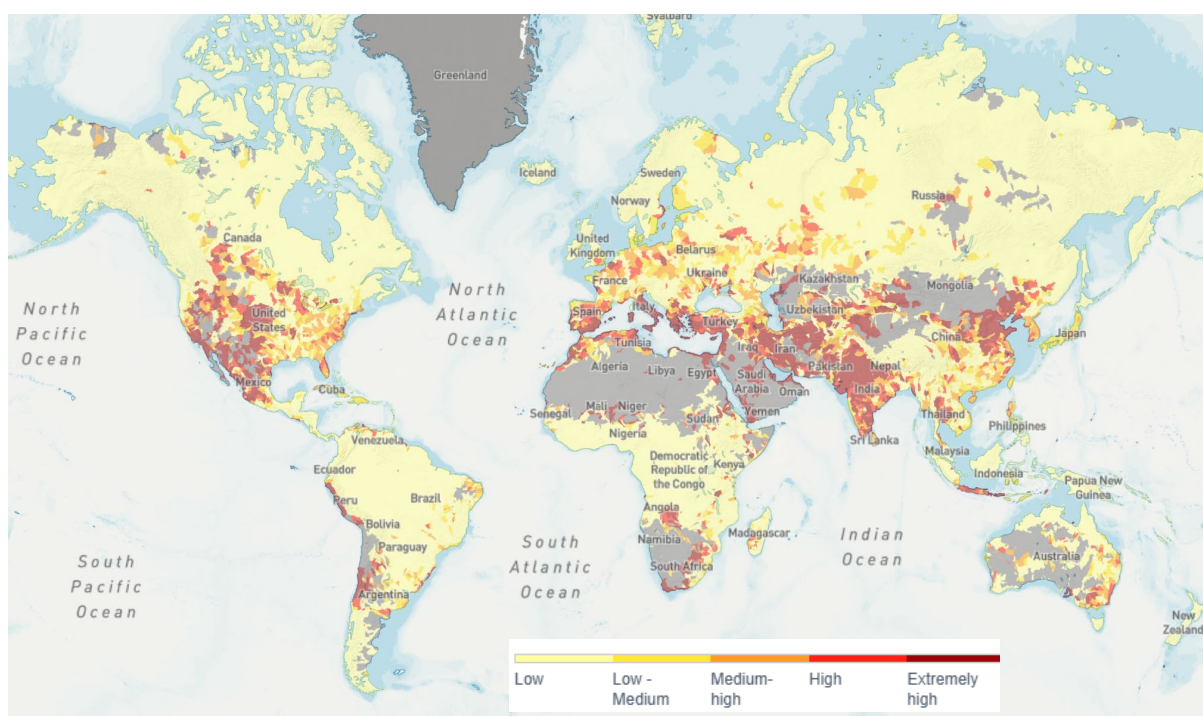 Svalbard
Greenland
Iceland
Sweden
Norway
Russia
Canada
United
Kingdom
Belarus
Ukraine
France
Kazakhstan
Mongolia
North
Pacific
Ocean
North
Atlantic
Ocean
United
States
Spain
Italy
Turkey
Uzbekistan
China
Japan
Tunisia
Iraq
Iran
Pakistan
Nepal
Mexico
Cuba
Algeria
Libya
Egypt
Saudi
Arabia
Oman
India
Senegal
Mali
Niger
Sudan
Yemen
Thailand
Philippines
Venezuela
Nigeria
Sri Lanka
Malaysia
Ecuador
Democratic
Republic of
the Congo
Kenya
Indonesia
Papua New
Guinea
Peru
Brazil
Bolivia
Angola
Madagascar
Indian
Ocean
Paraguay
Namibia
South
Pacific
Ocean
South
Atlantic
Ocean
South Africa
Australia
Argentina
New
Zealand
Low
Low -
Medium
Medium-
high
High
Extremely
high